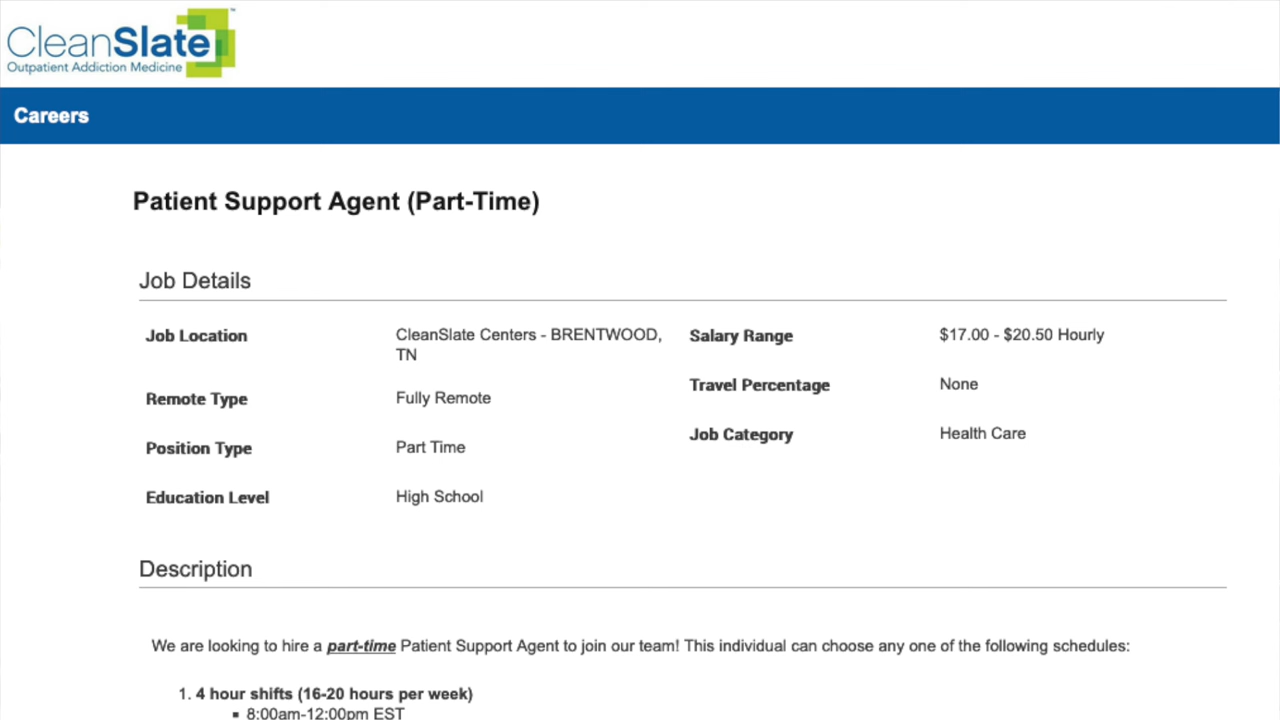 CleanSlate™
Outpatient Addiction Medicine
Careers
Patient Support Agent (Part-Time)
Job Details
Job Location
CleanSlate Centers - BRENTWOOD,
TN
Remote Type
Fully Remote
Position Type
Part Time
Education Level
High School
Salary Range
$17.00 - $20.50 Hourly
Travel Percentage
None
Job Category
Health Care
Description
We are looking to hire a part-time Patient Support Agent to join our team! This individual can choose any one of the following schedules:
1. 4 hour shifts (16-20 hours per week)
▪ 8:00am-12:00pm EST